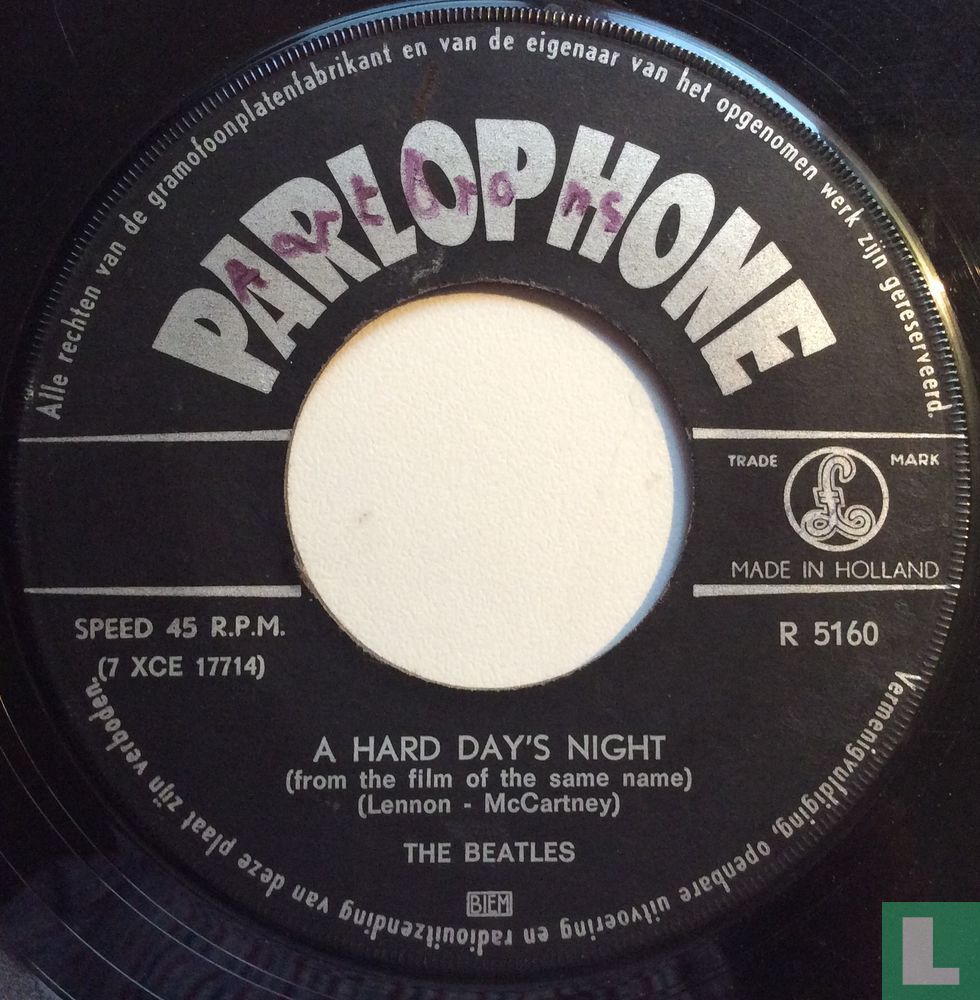 Alle rechten van de gramofoonplatenfabrikant en van de eigenaar van het opgenomen werk zijn gereserveerd.
PARLOPHONE
TRADE MARK
£
MADE IN HOLLAND
SPEED 45 R.P.M.
(7 XCE 17714)
R 5160
A HARD DAY'S NIGHT
(from the film of the same name)
(Lennon - McCartney)
THE BEATLES
BIEM
Vermenigvuldiging, openbare uitvoering en radiouitzending van deze plaat zijn verboden.
L